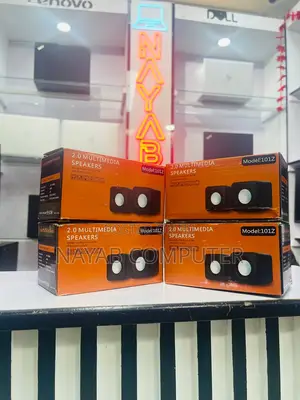 Lenovo
DELL
NAYAB
2.0 MULTIMEDIA
SPEAKERS
Model:101Z
2.0 MULTIMEDIA
SPEAKERS
Model:101Z
2.0 MULTIMEDIA
SPEAKERS
Model:101Z
2.0 MULTIMEDIA
SPEAKERS
Model:101Z
NAYAB COMPUTER